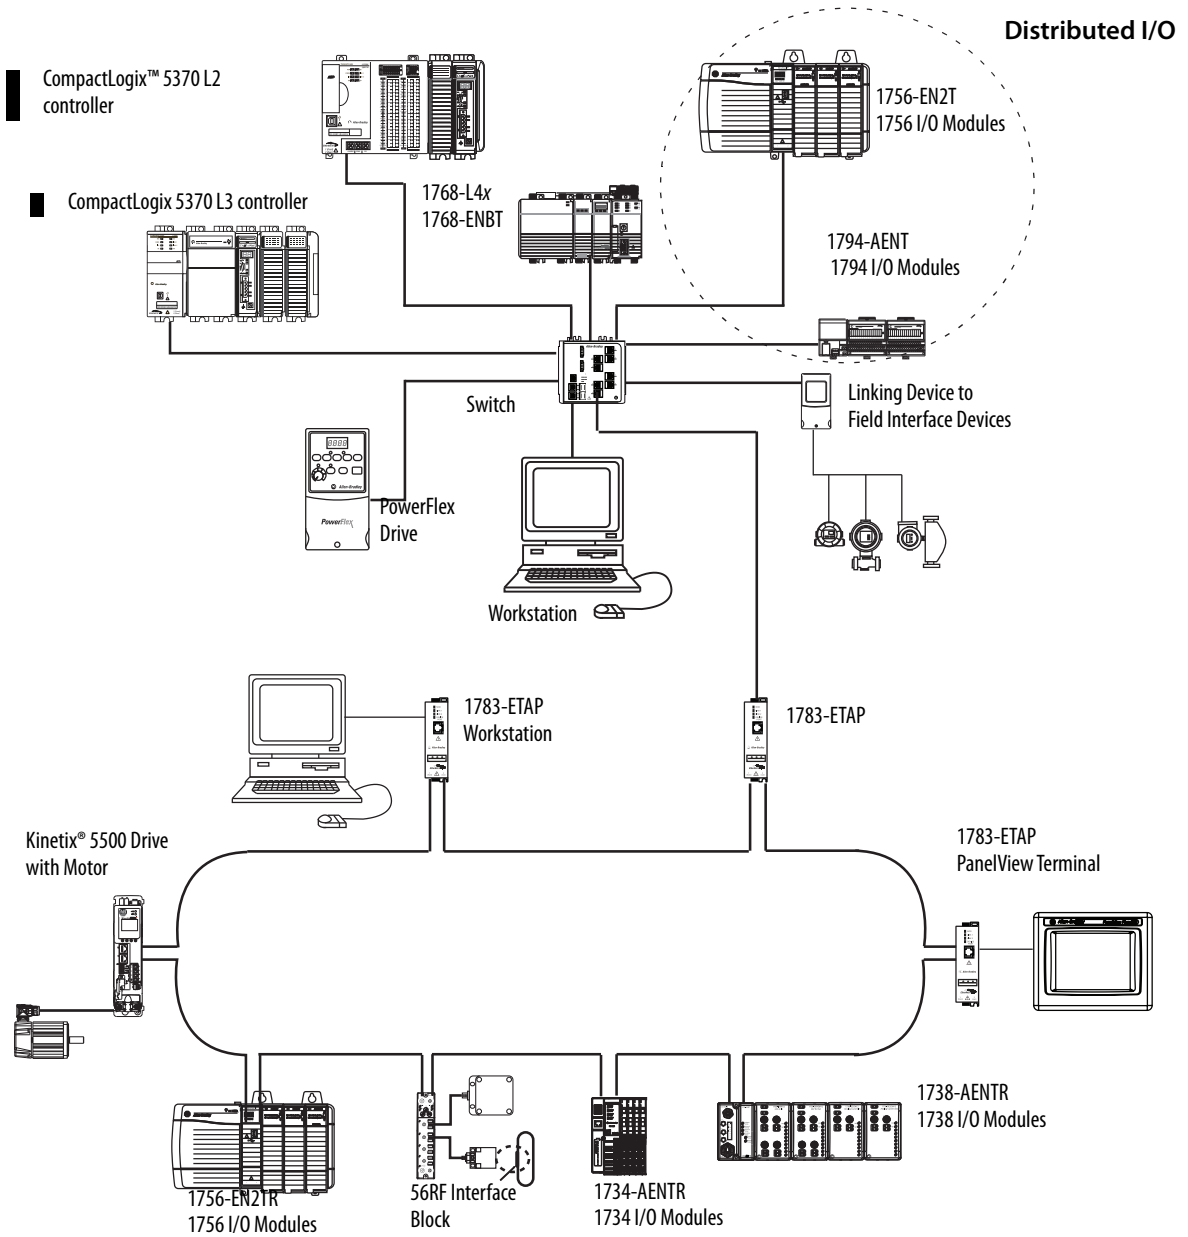 Distributed I/O
CompactLogix™ 5370 L2
controller
1756-EN2T
1756 I/O Modules
1768-L4x
1768-ENBT
CompactLogix 5370 L3 controller
1794-AENT
1794 I/O Modules
Switch
Linking Device to
Field Interface Devices
Allen-Bradley
PowerFlex
PowerFlex
Drive
Workstation
1783-ETAP
Workstation
1783-ETAP
Kinetix® 5500 Drive
with Motor
1783-ETAP
PanelView Terminal
1738-AENTR
1738 I/O Modules
1756-EN2TR
1756 I/O Modules
56RF Interface
Block
1734-AENTR
1734 I/O Modules